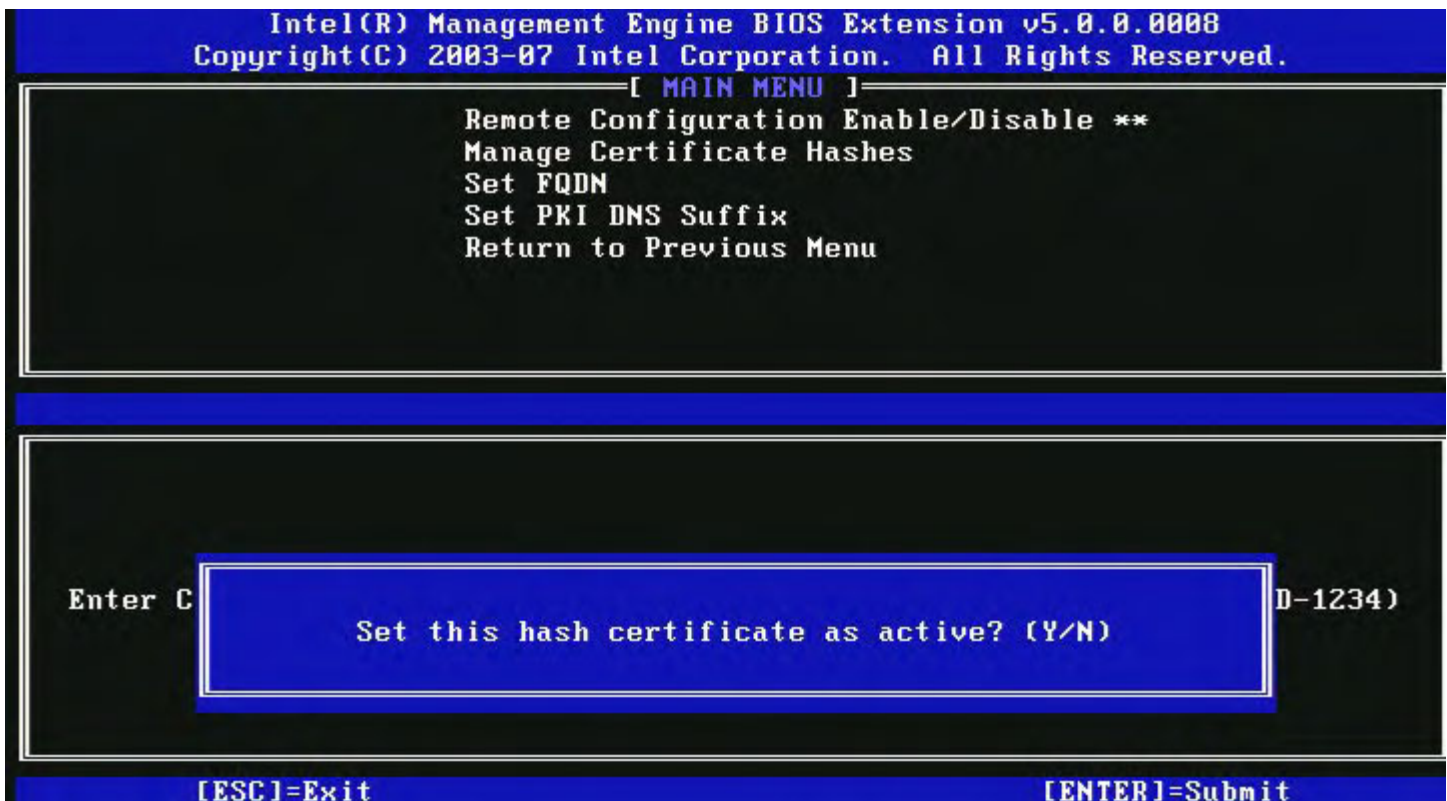 Intel(R) Management Engine BIOS Extension v5.0.0.0008
Copyright(C) 2003-07 Intel Corporation.  All Rights Reserved.
[ MAIN MENU ]
Remote Configuration Enable/Disable **
Manage Certificate Hashes
Set FQDN
Set PKI DNS Suffix
Return to Previous Menu
Enter C D-1234)
Set this hash certificate as active? (Y/N)
[ESC]=Exit [ENTER]=Submit